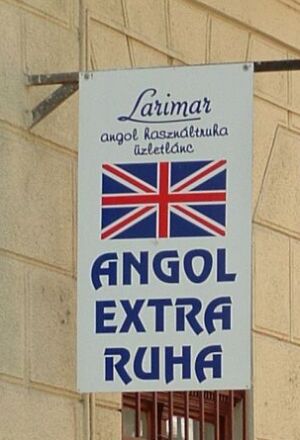 Larimar
angol használtruha
üzletlánc
ANGOL
EXTRA
RUHA